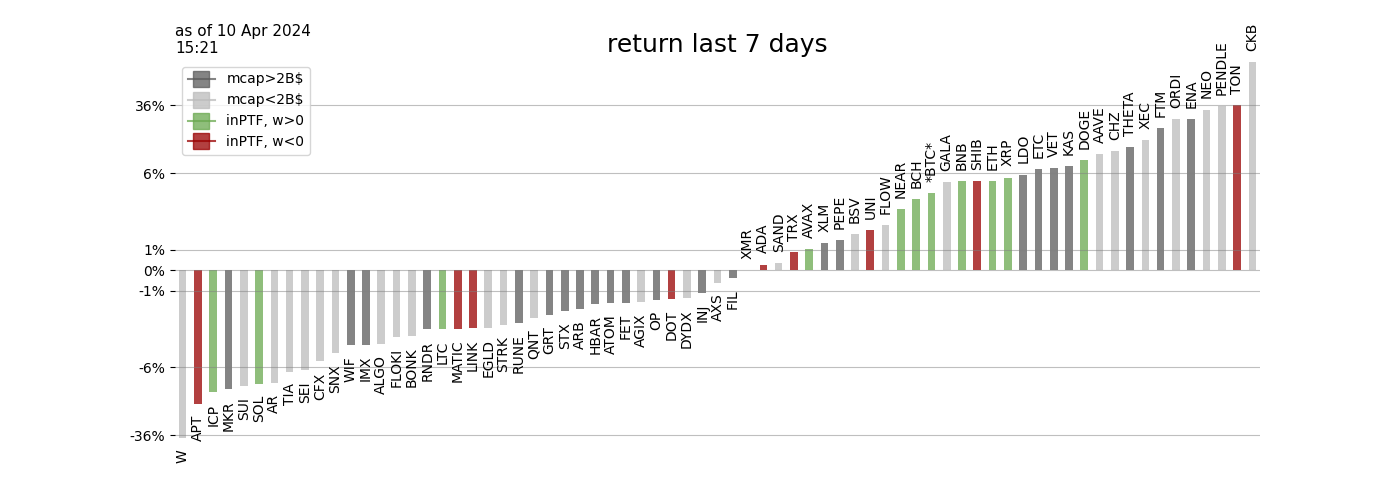 as of 10 Apr 2024
15:21
return last 7 days
mcap>2B$
mcap<2B$
inPTF, w>0
inPTF, w<0
36%
6%
1%
0%
-1%
-6%
-36%
W
APT
ICP
MKR
SUI
SOL
AR
TIA
SEI
CFX
SNX
WIF
IMX
ALGO
FLOKI
BONK
RNDR
LTC
MATIC
LINK
EGLD
STRK
RUNE
QNT
GRT
STX
ARB
HBAR
ATOM
FET
AGIX
OP
DOT
DYDX
INJ
AXS
FIL
XMR
ADA
SAND
TRX
AVAX
XLM
PEPE
BSV
UNI
FLOW
NEAR
BCH
*BTC*
GALA
BNB
SHIB
ETH
XRP
LDO
ETC
VET
KAS
DOGE
AAVE
CHZ
THETA
XEC
FTM
ORDI
ENA
NEO
PENDLE
TON
CKB